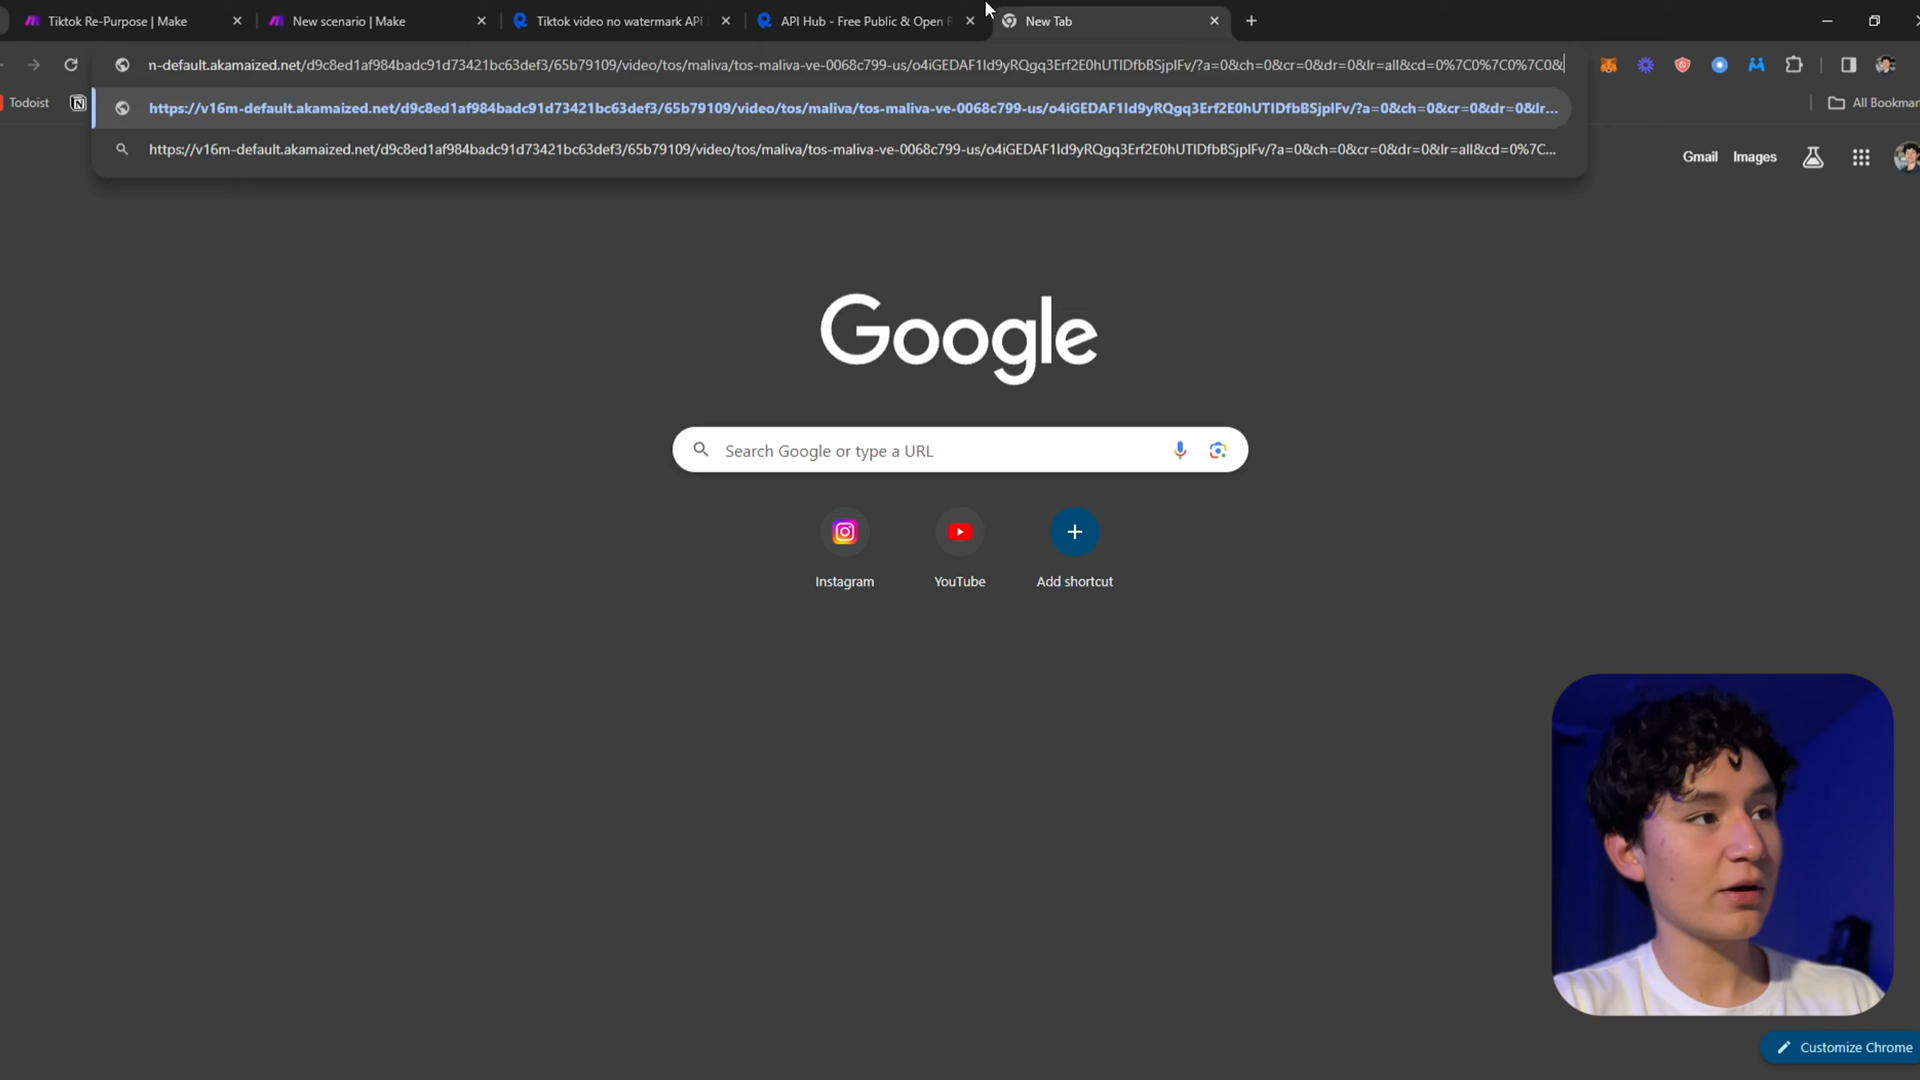 Tiktok Re-Purpose | Make
New scenario | Make
Tiktok video no watermark API
API Hub - Free Public & Open R
New Tab
n-default.akamaized.net/d9c8ed1af984badc91d73421bc63def3/65b79109/video/tos/maliva/tos-maliva-ve-0068c799-us/o4iGEDAF1Id9yRQgq3Erf2E0hUTIDfbBSjpIFv/?a=0&ch=0&cr=0&dr=0&lr=all&cd=0%7C0%7C0%7C0&
Todoist
https://v16m-default.akamaized.net/d9c8ed1af984badc91d73421bc63def3/65b79109/video/tos/maliva/tos-maliva-ve-0068c799-us/o4iGEDAF1Id9yRQgq3Erf2E0hUTIDfbBSjpIFv/?a=0&ch=0&cr=0&dr=0&lr...
All Bookmar
https://v16m-default.akamaized.net/d9c8ed1af984badc91d73421bc63def3/65b79109/video/tos/maliva/tos-maliva-ve-0068c799-us/o4iGEDAF1Id9yRQgq3Erf2E0hUTIDfbBSjpIFv/?a=0&ch=0&cr=0&dr=0&lr=all&cd=0%7C...
Gmail Images
Google
Search Google or type a URL
Instagram
YouTube
Add shortcut
Customize Chrome